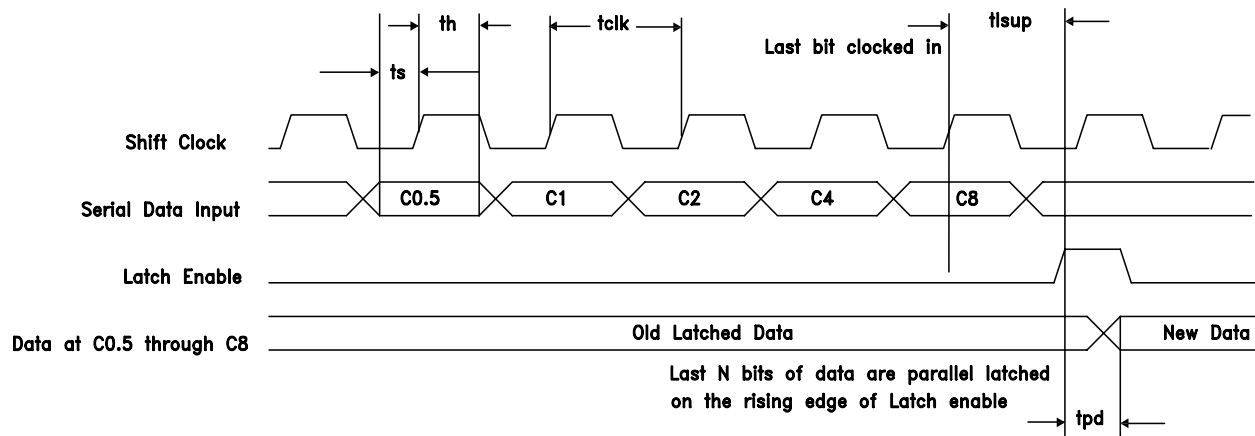 th
tclk
tlsup
Last bit clocked in
ts
Shift Clock
Serial Data Input
C0.5
C1
C2
C4
C8
Latch Enable
Data at C0.5 through C8
Old Latched Data
New Data
Last N bits of data are parallel latched
on the rising edge of Latch enable
tpd